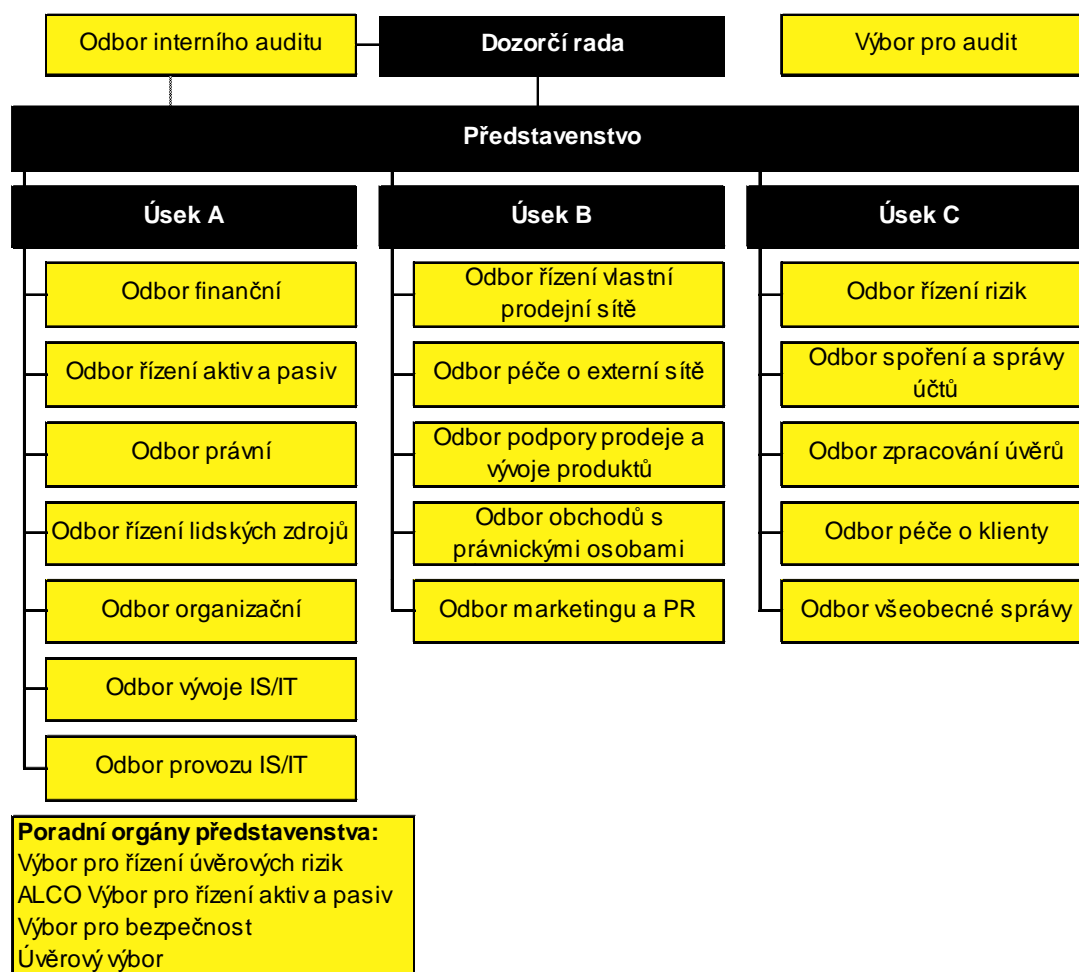 Odbor interního auditu
Dozorčí rada
Výbor pro audit
Představenstvo
Úsek A
Úsek B
Úsek C
Odbor finanční
Odbor řízení aktiv a pasiv
Odbor právní
Odbor řízení lidských zdrojů
Odbor organizační
Odbor vývoje IS/IT
Odbor provozu IS/IT
Odbor řízení vlastní
prodejní sítě
Odbor péče o externí sítě
Odbor podpory prodeje a
vývoje produktů
Odbor obchodů s
právnickými osobami
Odbor marketingu a PR
Odbor řízení rizik
Odbor spoření a správy
účtů
Odbor zpracování úvěrů
Odbor péče o klienty
Odbor všeobecné správy
Poradní orgány představenstva:
Výbor pro řízení úvěrových rizik
ALCO Výbor pro řízení aktiv a pasiv
Výbor pro bezpečnost
Úvěrový výbor